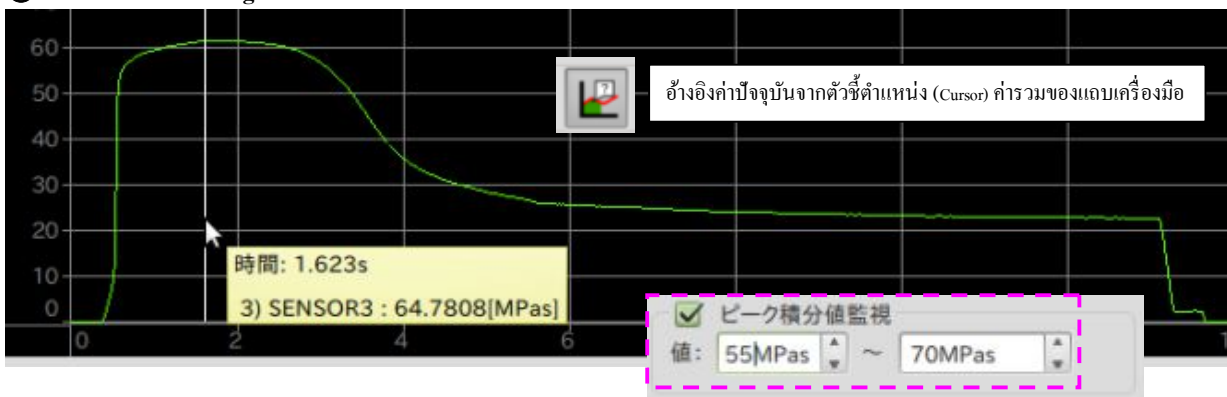 60
50
อ้างอิงค่าปัจจุบันจากตัวชี้ตำแหน่ง (Cursor) ค่ารวมของแถบเครื่องมือ
40
30
20
10
0
時間: 1.623s
3) SENSOR3 : 64.7808[MPas]
ピーク積分値監視
値: 55MPas ~ 70MPas
0 2 4 6 1